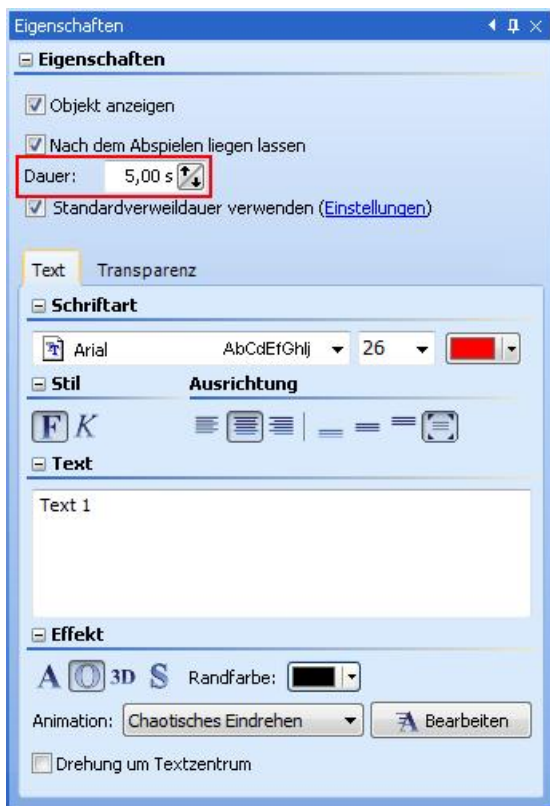 Eigenschaften
Eigenschaften
Objekt anzeigen
Nach dem Abspielen liegen lassen
Dauer: 5,00 s
Standardverweildauer verwenden (Einstellungen)
Text Transparenz
Schriftart
Arial AbCdEfGhIj 26
Stil Ausrichtung
F K
Text
Text 1
Effekt
A O 3D S Randfarbe:
Animation: Chaotisches Eindrehen Bearbeiten
Drehung um Textzentrum